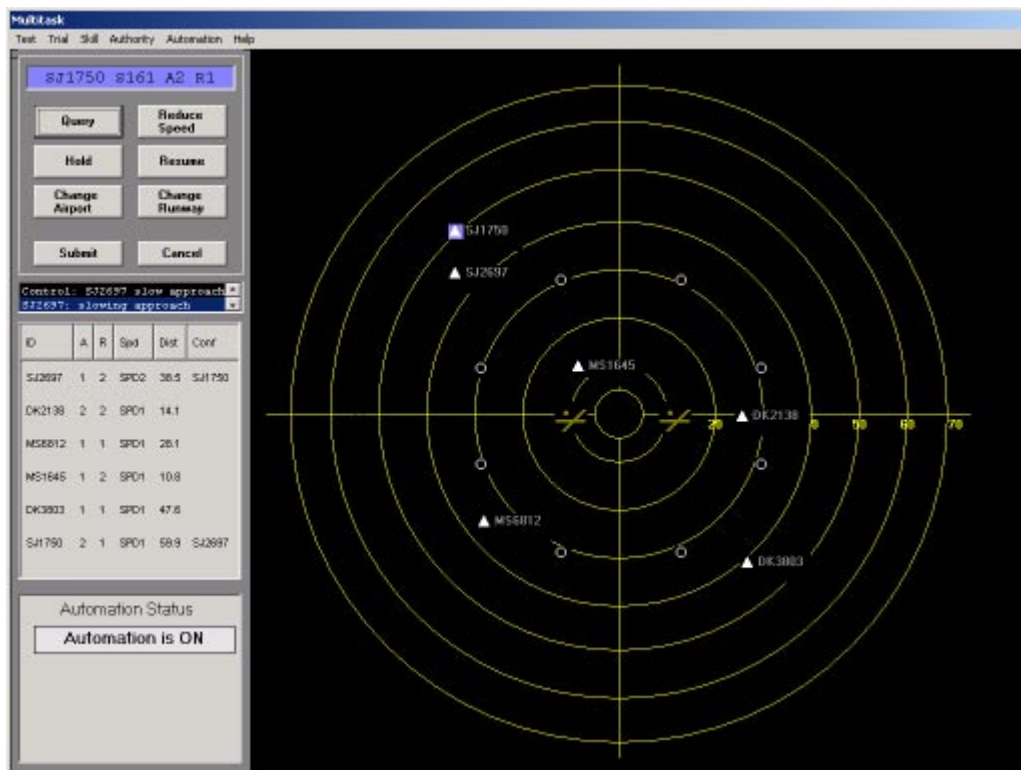 Multitask
Test Trial Skill Authority Automation Help
SJ1750 S161 A2 R1
Query
Reduce Speed
Hold
Resume
Change Airport
Change Runway
Submit
Cancel
Control: SJ2697 slow approach
SJ2697: slowing approach
ID A R Spd Dist Conf
SJ2697 1 2 SPD2 38.5 SJ1750
DK2138 2 2 SPD1 14.1
MS6812 1 1 SPD1 28.1
MS1645 1 2 SPD1 10.8
DK3803 1 1 SPD1 47.6
SJ1750 2 1 SPD1 59.9 SJ2697
Automation Status
Automation is ON
SJ1750
SJ2697
MS1645
DK2138
20 40 50 60 70
MS6812
DK3803